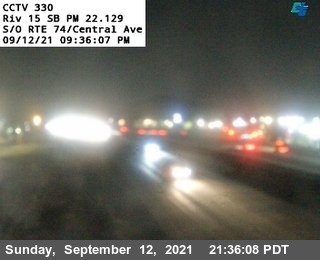 CCTV 330
Riv 15 SB PM 22.129
S/O RTE 74/Central Ave
09/12/21 09:36:07 PM
Sunday, September 12, 2021 21:36:08 PDT